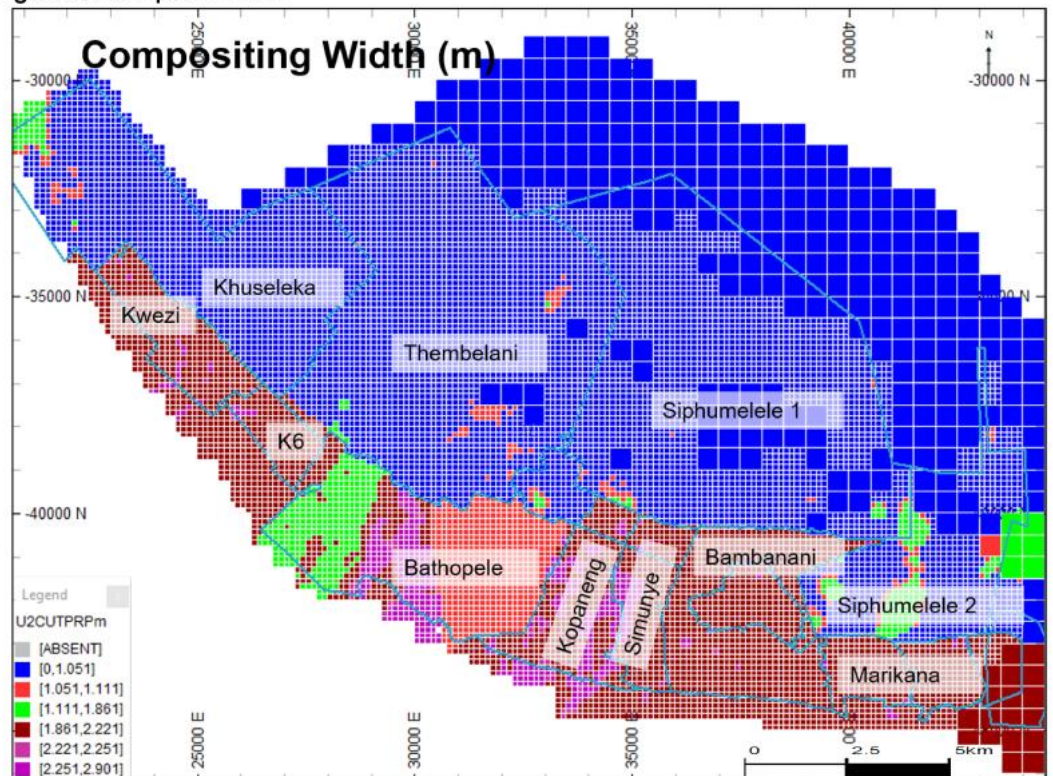 Compositing Width (m)
25000 E
30000 E
35000 E
40000 E
N
-30000 N
-30000 N
Khuseleka
-35000 N
Kwezi
Thembelani
Siphumelele 1
K6
-40000 N
Bathopele
Kopaneng
Simunye
Bambanani
Siphumelele 2
Marikana
Legend
U2CUTPRPm
[ABSENT]
[0,1.051]
[1.051,1.111]
[1.111,1.861]
[1.861,2.221]
[2.221,2.251]
[2.251,2.901]
25000 E
30000 E
35000 E
0 2.5 5Km